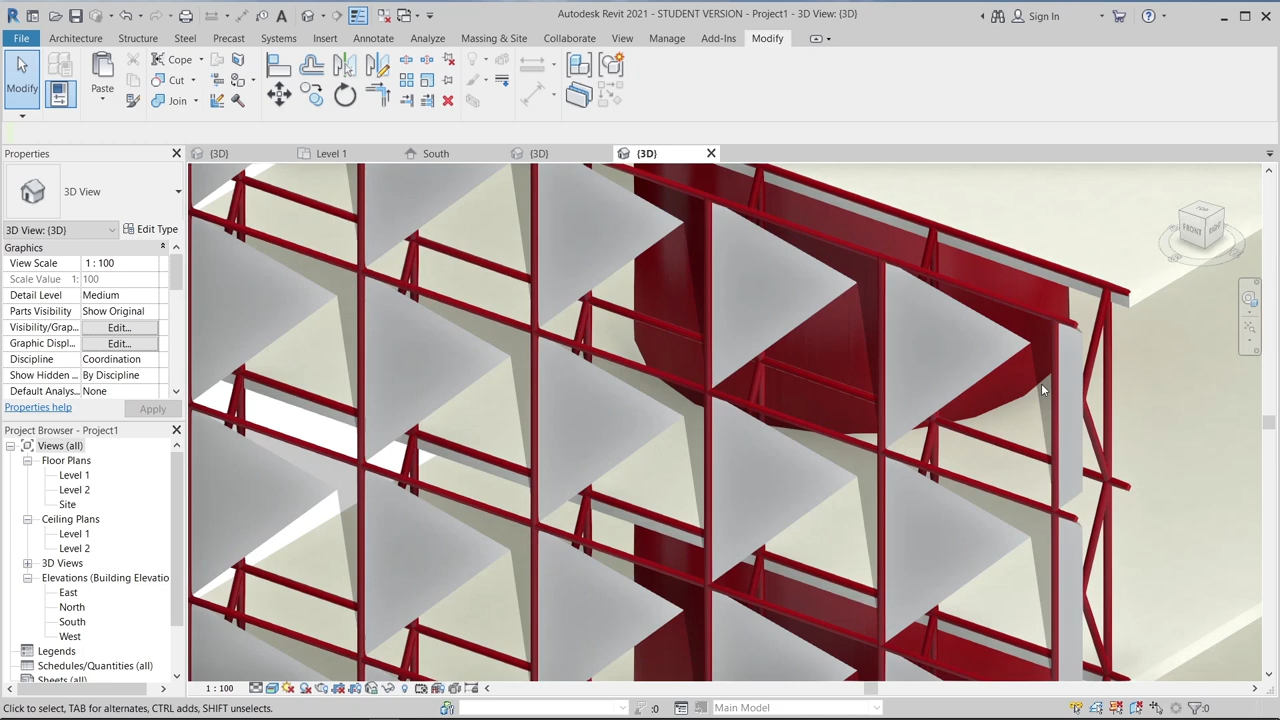 Autodesk Revit 2021 - STUDENT VERSION - Project1 - 3D View: {3D}
Sign In
File Architecture Structure Steel Precast Systems Insert Annotate Analyze Massing & Site Collaborate View Manage Add-Ins Modify
Modify
Paste
Cope
Cut
Join
Properties
{3D}
Level 1
South
{3D}
{3D}
3D View
3D View: {3D}
Edit Type
Graphics
View Scale 1 : 100
Scale Value 1: 100
Detail Level Medium
Parts Visibility Show Original
Visibility/Grap... Edit...
Graphic Displ... Edit...
Discipline Coordination
Show Hidden ... By Discipline
Default Analys... None
Properties help
Apply
Project Browser - Project1
Views (all)
Floor Plans
Level 1
Level 2
Site
Ceiling Plans
Level 1
Level 2
3D Views
Elevations (Building Elevatio
East
North
South
West
Legends
Schedules/Quantities (all)
Sheets (all)
TOP
FRONT
RIGHT
1 : 100
Click to select, TAB for alternates, CTRL adds, SHIFT unselects.
:0
Main Model
:0